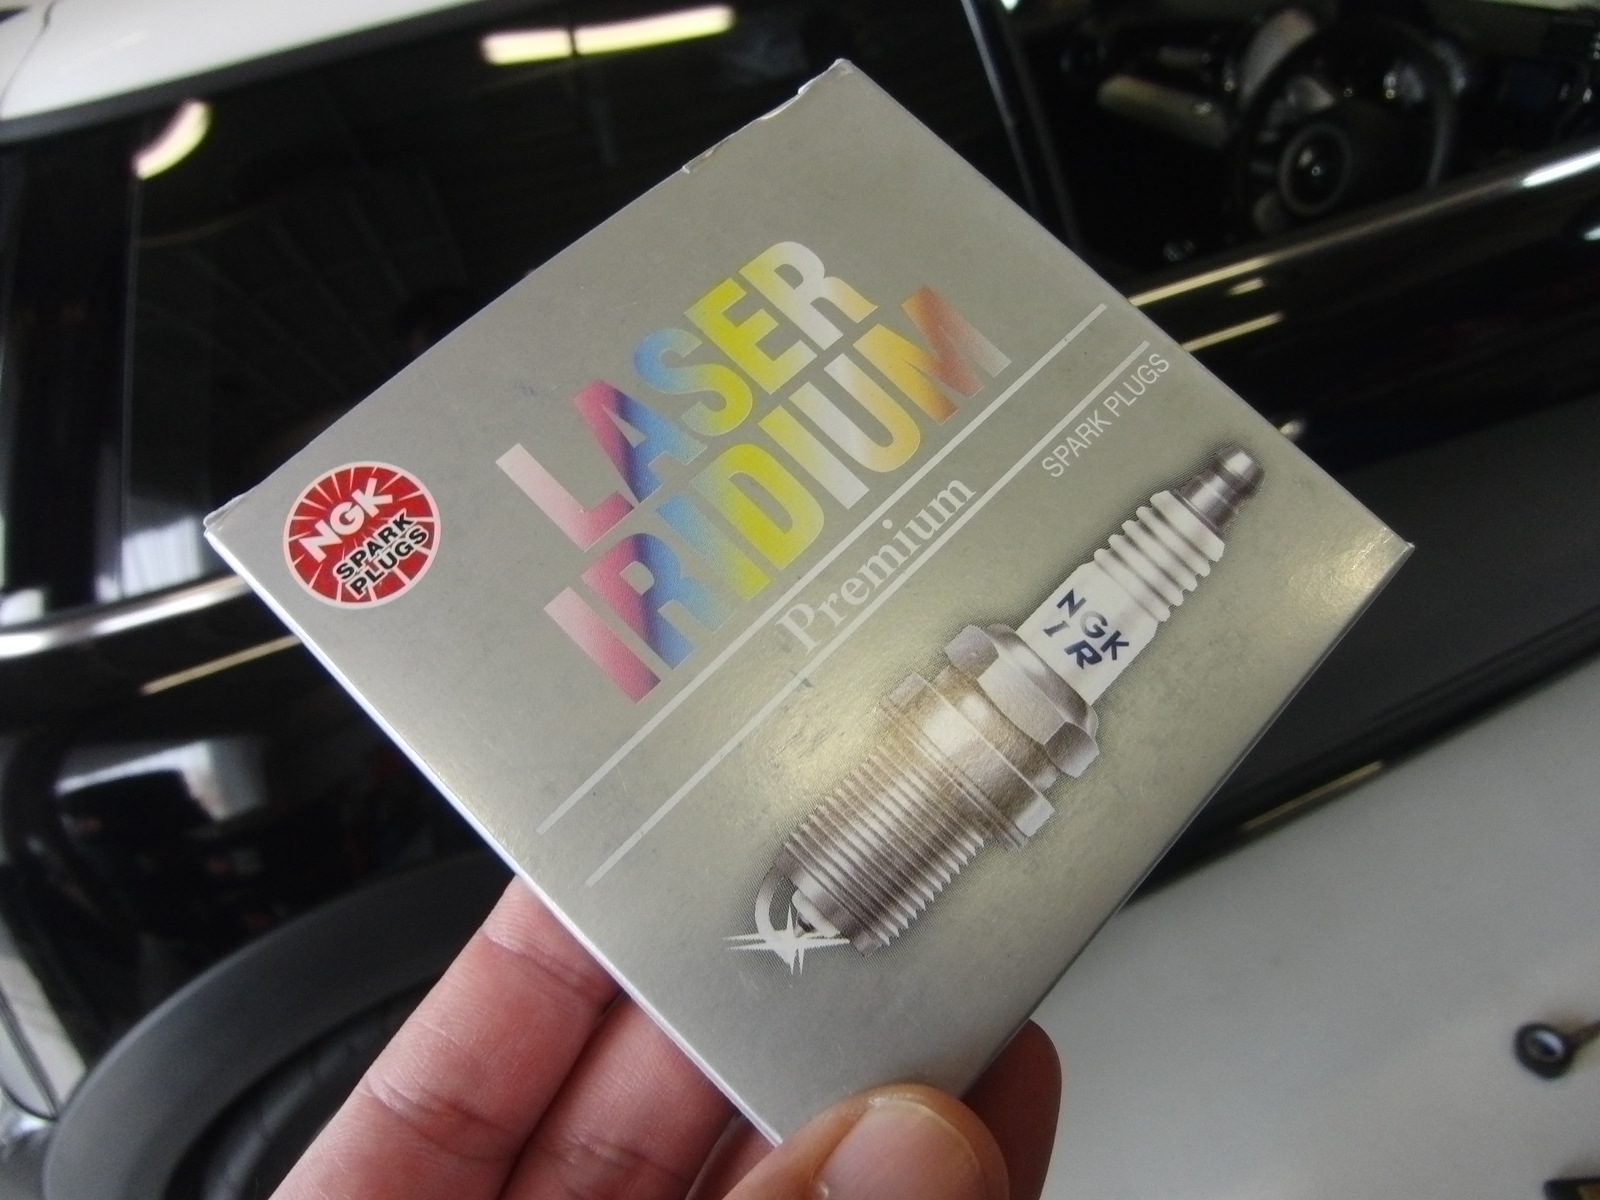 NGK
SPARK
PLUGS
LASER
IRIDIUM
Premium
SPARK PLUGS
NGK
IR